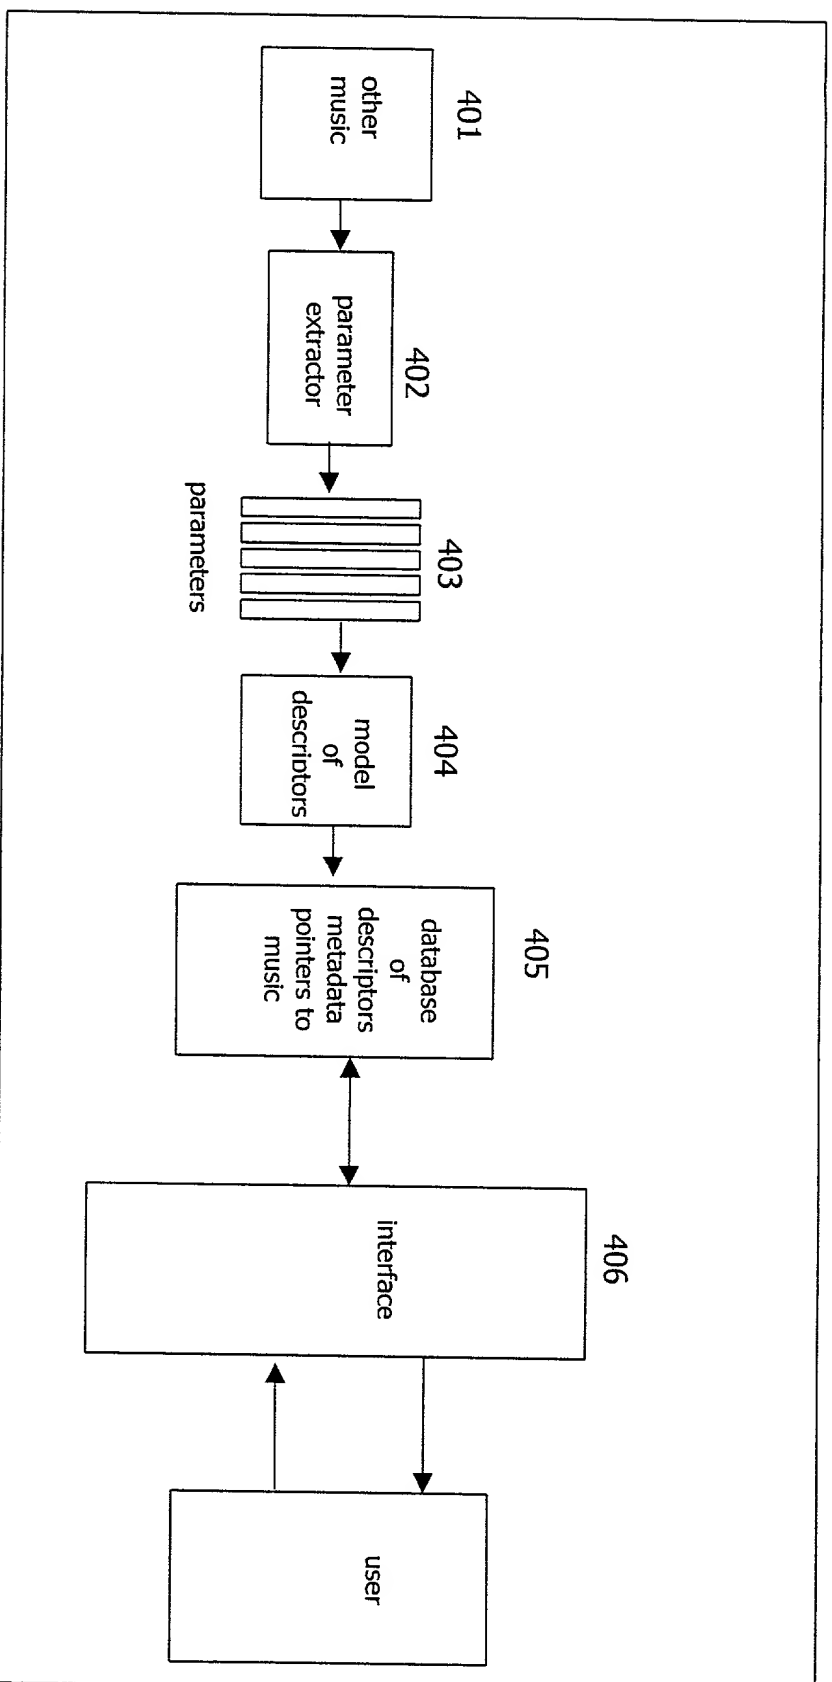 401
other
music
402
parameter
extractor
403
parameters
404
model
of
descriptors
405
database
of
descriptors
metadata
pointers to
music
406
interface
user